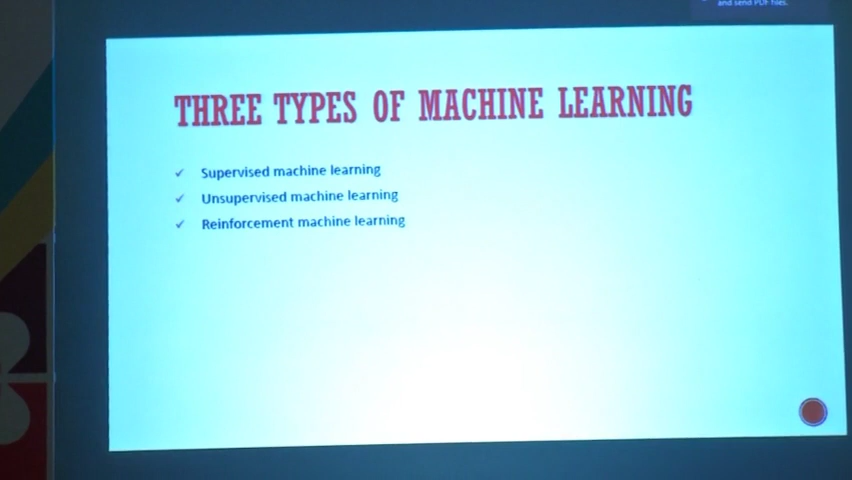 and send PDF files.
THREE TYPES OF MACHINE LEARNING
Supervised machine learning
Unsupervised machine learning
Reinforcement machine learning